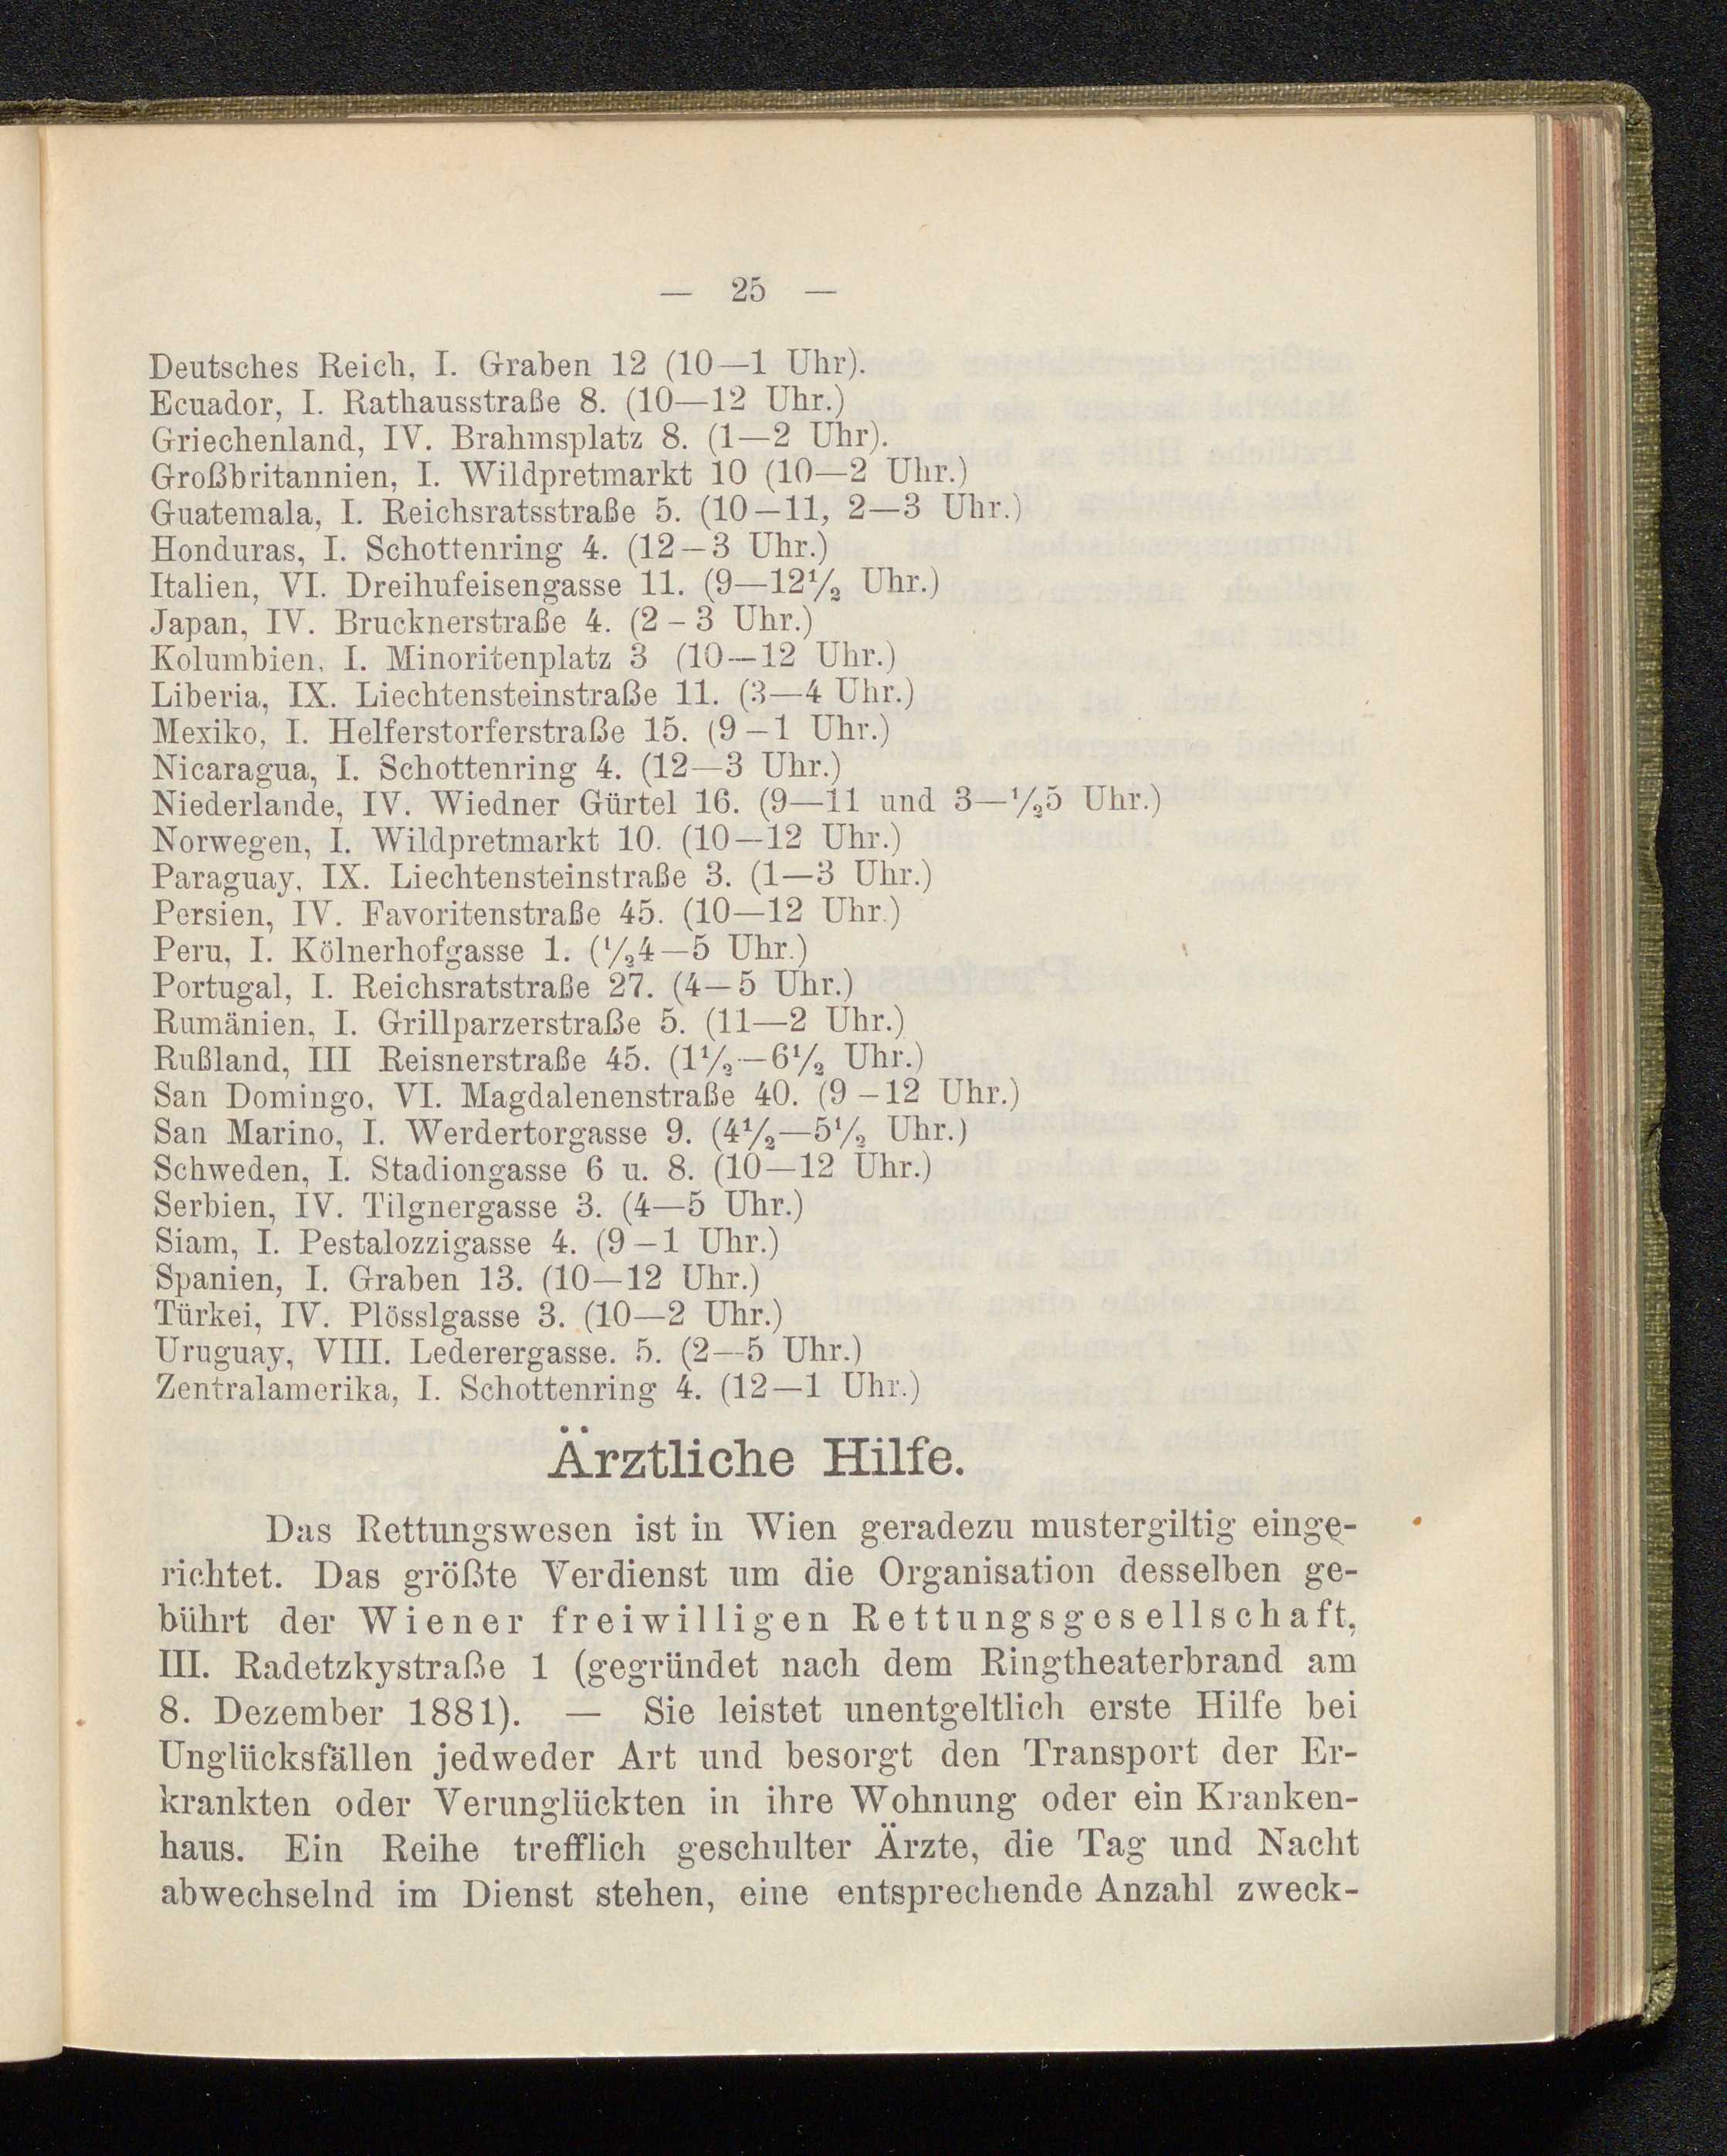 — 25 —
Deutsches Reich, I. Graben 12 (10—1 Uhr).
Ecuador, I. Rathausstraße 8. (10—12 Uhr.)
Griechenland, IV. Brahmsplatz 8. (1—2 Uhr).
Großbritannien, I. Wildpretmarkt 10 (10—2 Uhr.)
Guatemala, I. Reichsratsstraße 5. (10—11, 2—3 Uhr.)
Honduras, I. Schottenring 4. (12—3 Uhr.)
Italien, VI. Dreihufeisengasse 11. (9—12½ Uhr.)
Japan, IV. Brucknerstraße 4. (2—3 Uhr.)
Kolumbien, I. Minoritenplatz 3 (10—12 Uhr.)
Liberia, IX. Liechtensteinstraße 11. (3—4 Uhr.)
Mexiko, I. Helferstorferstraße 15. (9—1 Uhr.)
Nicaragua, I. Schottenring 4. (12—3 Uhr.)
Niederlande, IV. Wiedner Gürtel 16. (9—11 und 3—½5 Uhr.)
Norwegen, I. Wildpretmarkt 10. (10—12 Uhr.)
Paraguay, IX. Liechtensteinstraße 3. (1—3 Uhr.)
Persien, IV. Favoritenstraße 45. (10—12 Uhr.)
Peru, I. Kölnerhofgasse 1. (½4—5 Uhr.)
Portugal, I. Reichsratstraße 27. (4—5 Uhr.)
Rumänien, I. Grillparzerstraße 5. (11—2 Uhr.)
Rußland, III Reisnerstraße 45. (1½—6½ Uhr.)
San Domingo, VI. Magdalenenstraße 40. (9—12 Uhr.)
San Marino, I. Werdertorgasse 9. (4½—5½ Uhr.)
Schweden, I. Stadiongasse 6 u. 8. (10—12 Uhr.)
Serbien, IV. Tilgnergasse 3. (4—5 Uhr.)
Siam, I. Pestalozzigasse 4. (9—1 Uhr.)
Spanien, I. Graben 13. (10—12 Uhr.)
Türkei, IV. Plösslgasse 3. (10—2 Uhr.)
Uruguay, VIII. Lederergasse. 5. (2—5 Uhr.)
Zentralamerika, I. Schottenring 4. (12—1 Uhr.)
Ärztliche Hilfe.
Das Rettungswesen ist in Wien geradezu mustergiltig einge-
richtet. Das größte Verdienst um die Organisation desselben ge-
bührt der Wiener freiwilligen Rettungsgesellschaft,
III. Radetzkystraße 1 (gegründet nach dem Ringtheaterbrand am
8. Dezember 1881). — Sie leistet unentgeltlich erste Hilfe bei
Unglücksfällen jedweder Art und besorgt den Transport der Er-
krankten oder Verunglückten in ihre Wohnung oder ein Kranken-
haus. Ein Reihe trefflich geschulter Ärzte, die Tag und Nacht
abwechselnd im Dienst stehen, eine entsprechende Anzahl zweck-